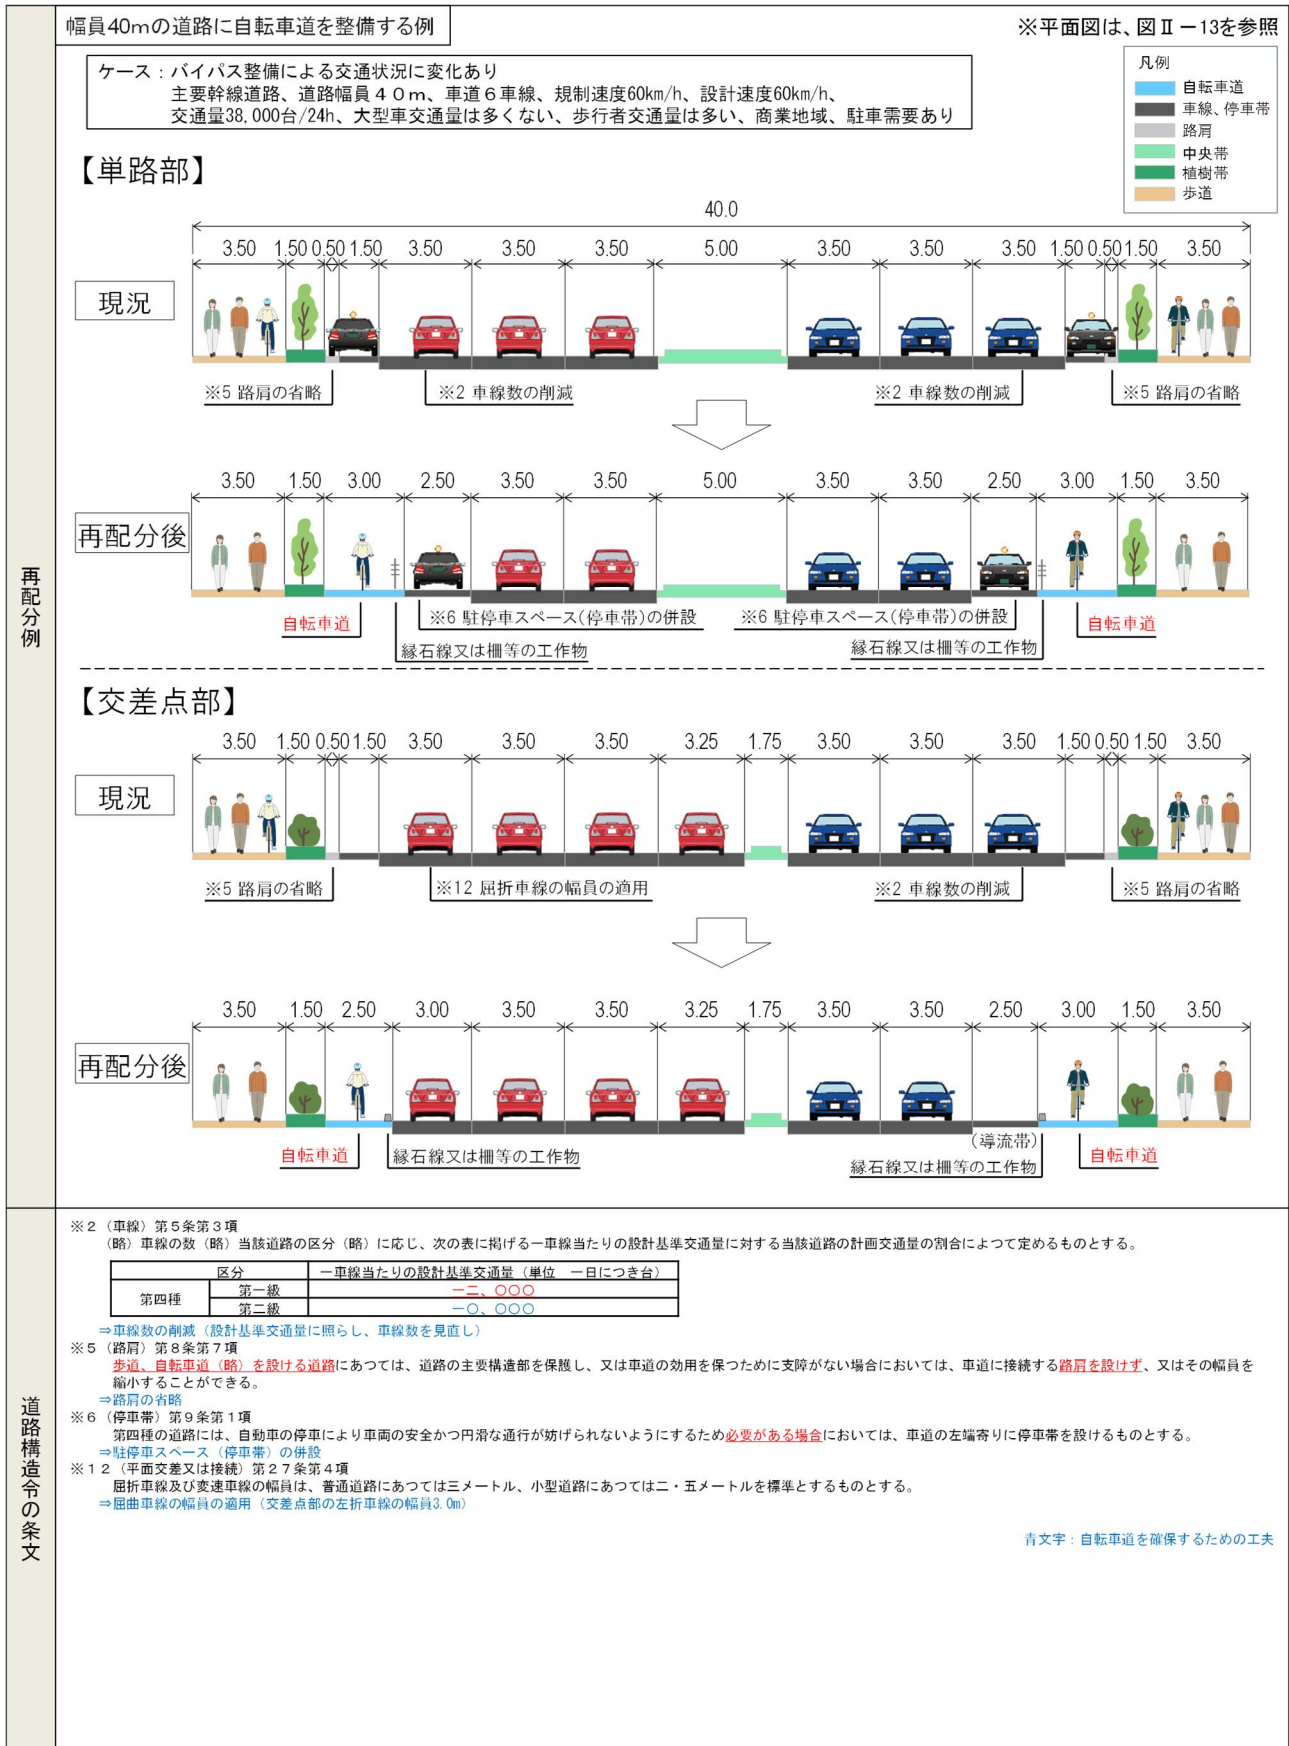 幅員40mの道路に自転車道を整備する例
※平面図は、図Ⅱー13を参照
ケース：バイパス整備による交通状況に変化あり
主要幹線道路、道路幅員４０ｍ、車道６車線、規制速度60km/h、設計速度60km/h、
交通量38,000台/24h、大型車交通量は多くない、歩行者交通量は多い、商業地域、駐車需要あり
凡例
自転車道
車線、停車帯
路肩
中央帯
植樹帯
歩道
再配分例
【単路部】
40.0
3.50 1.50 0.50 1.50 3.50 3.50 3.50 5.00 3.50 3.50 3.50 1.50 0.50 1.50 3.50
現況
※5 路肩の省略 ※2 車線数の削減 ※2 車線数の削減 ※5 路肩の省略
3.50 1.50 3.00 2.50 3.50 3.50 5.00 3.50 3.50 2.50 3.00 1.50 3.50
再配分後
自転車道 ※6 駐停車スペース(停車帯)の併設 ※6 駐停車スペース(停車帯)の併設 自転車道
縁石線又は柵等の工作物 縁石線又は柵等の工作物
【交差点部】
3.50 1.50 0.50 1.50 3.50 3.50 3.50 3.25 1.75 3.50 3.50 3.50 1.50 0.50 1.50 3.50
現況
※5 路肩の省略 ※12 屈折車線の幅員の適用 ※2 車線数の削減 ※5 路肩の省略
3.50 1.50 2.50 3.00 3.50 3.50 3.25 1.75 3.50 3.50 2.50 3.00 1.50 3.50
再配分後
(導流帯)
自転車道 縁石線又は柵等の工作物 縁石線又は柵等の工作物 自転車道
道路構造令の条文
※２（車線）第５条第３項
（略）車線の数（略）当該道路の区分（略）に応じ、次の表に掲げる一車線当たりの設計基準交通量に対する当該道路の計画交通量の割合によつて定めるものとする。
区分 一車線当たりの設計基準交通量（単位　一日につき台）
第四種 第一級 一二、〇〇〇
第二級 一〇、〇〇〇
⇒車線数の削減（設計基準交通量に照らし、車線数を見直し）
※５（路肩）第８条第７項
歩道、自転車道（略）を設ける道路にあつては、道路の主要構造部を保護し、又は車道の効用を保つために支障がない場合においては、車道に接続する路肩を設けず、又はその幅員を
縮小することができる。
⇒路肩の省略
※６（停車帯）第９条第１項
第四種の道路には、自動車の停車により車両の安全かつ円滑な通行が妨げられないようにするため必要がある場合においては、車道の左端寄りに停車帯を設けるものとする。
⇒駐停車スペース（停車帯）の併設
※１２（平面交差又は接続）第２７条第４項
屈折車線及び変速車線の幅員は、普通道路にあつては三メートル、小型道路にあつては二・五メートルを標準とするものとする。
⇒屈曲車線の幅員の適用（交差点部の左折車線の幅員3.0m）
青文字：自転車道を確保するための工夫